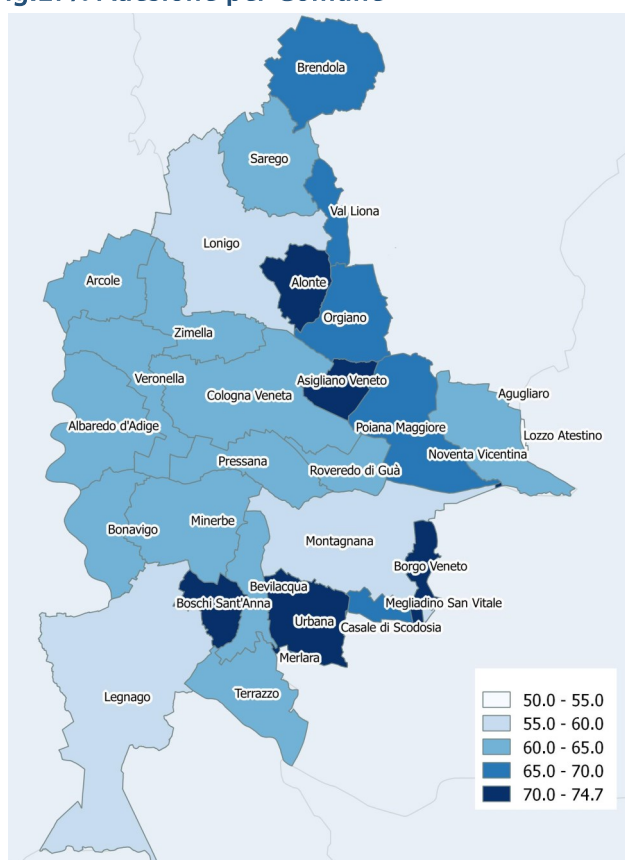 Adesione per Comune
Brendola
Sarego
Val Liona
Lonigo
Arcole
Alonte
Orgiano
Zimella
Veronella
Asigliano Veneto
Cologna Veneta
Agugliaro
Albaredo d'Adige
Poiana Maggiore
Lozzo Atestino
Noventa Vicentina
Pressana
Roveredo di Guà
Minerbe
Bonavigo
Montagnana
Borgo Veneto
Bevilacqua
Boschi Sant'Anna
Megliadino San Vitale
Urbana
Casale di Scodosia
Merlara
Terrazzo
Legnago
50.0 - 55.0
55.0 - 60.0
60.0 - 65.0
65.0 - 70.0
70.0 - 74.7